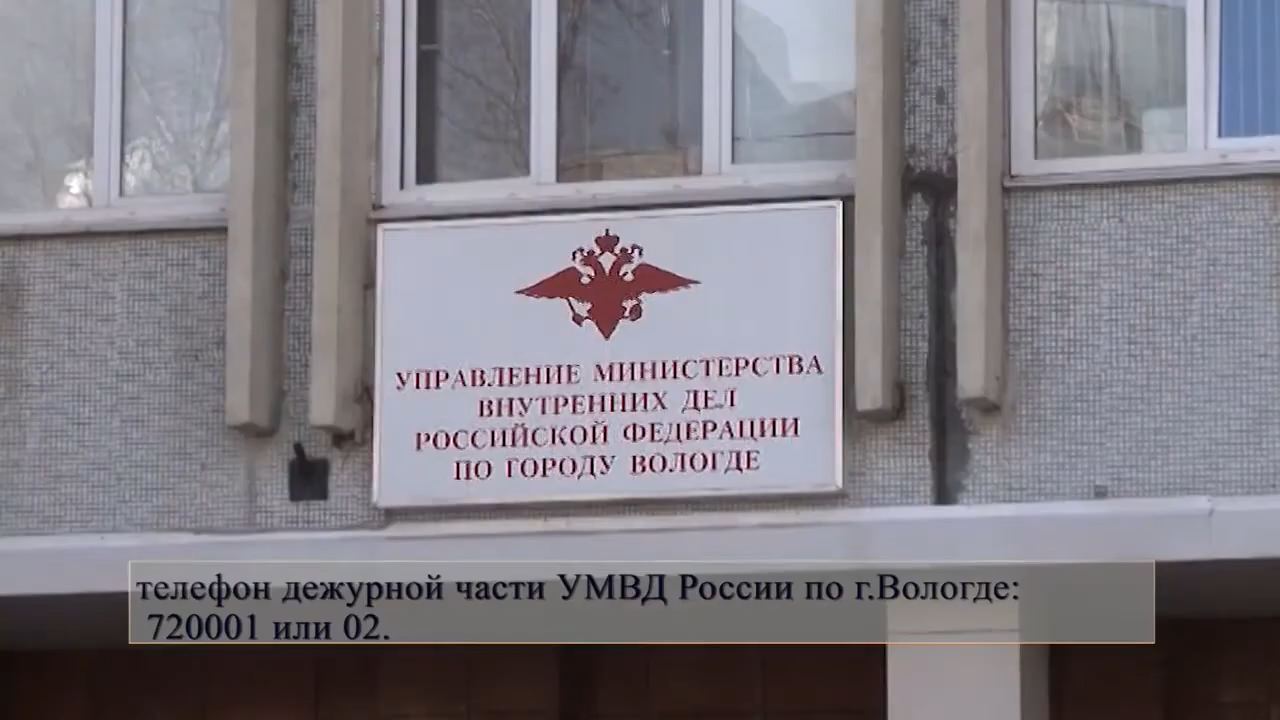 УПРАВЛЕНИЕ МИНИСТЕРСТВА
ВНУТРЕННИХ ДЕЛ
РОССИЙСКОЙ ФЕДЕРАЦИИ
ПО ГОРОДУ ВОЛОГДЕ
телефон дежурной части УМВД России по г.Вологде:
720001 или 02.